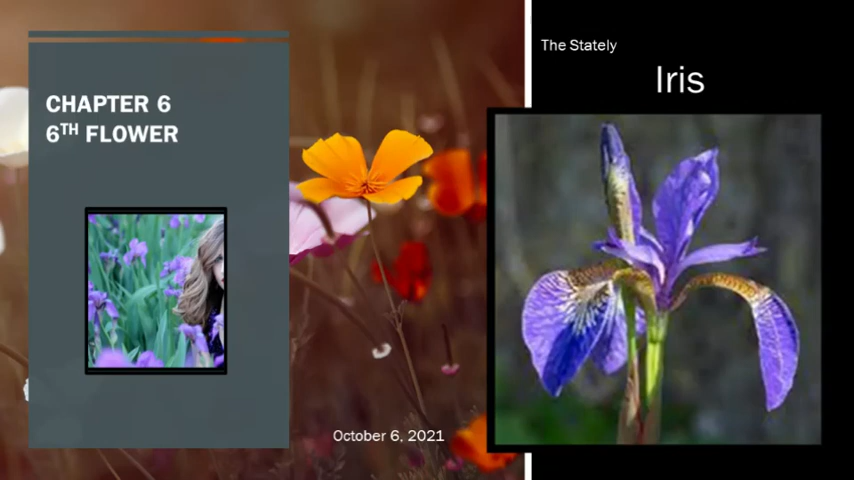 CHAPTER 6
6TH FLOWER
October 6, 2021
The Stately
Iris